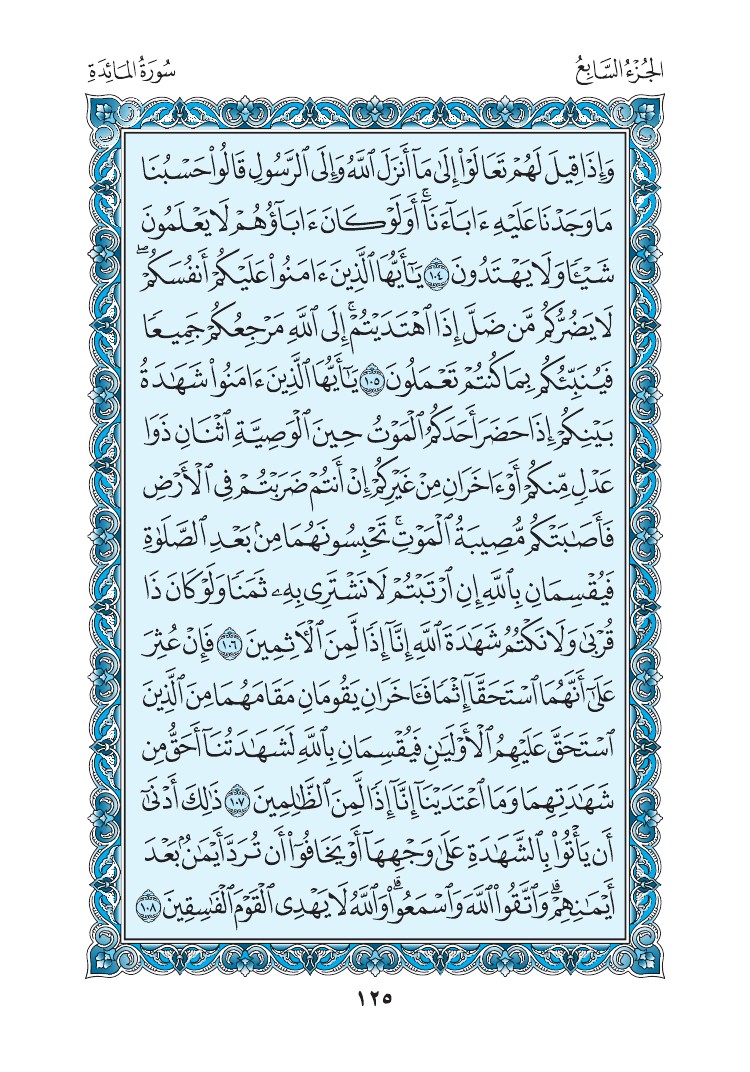 الجُزْءُ السَّابِعُ
سُورَةُ المَائِدَةِ
وَإِذَا قِيلَ لَهُمْ تَعَالَوْا۟ إِلَىٰ مَآ أَنزَلَ ٱللَّهُ وَإِلَى ٱلرَّسُولِ قَالُوا۟ حَسْبُنَا
مَا وَجَدْنَا عَلَيْهِ ءَابَآءَنَآ ۚ أَوَلَوْ كَانَ ءَابَآؤُهُمْ لَا يَعْلَمُونَ
شَيْـًٔا وَلَا يَهْتَدُونَ ١٠٤ يَـٰٓأَيُّهَا ٱلَّذِينَ ءَامَنُوا۟ عَلَيْكُمْ أَنفُسَكُمْ ۖ
لَا يَضُرُّكُم مَّن ضَلَّ إِذَا ٱهْتَدَيْتُمْ ۚ إِلَى ٱللَّهِ مَرْجِعُكُمْ جَمِيعًا
فَيُنَبِّئُكُم بِمَا كُنتُمْ تَعْمَلُونَ ١٠٥ يَـٰٓأَيُّهَا ٱلَّذِينَ ءَامَنُوا۟ شَهَـٰدَةُ
بَيْنِكُمْ إِذَا حَضَرَ أَحَدَكُمُ ٱلْمَوْتُ حِينَ ٱلْوَصِيَّةِ ٱثْنَانِ ذَوَا
عَدْلٍ مِّنكُمْ أَوْ ءَاخَرَانِ مِنْ غَيْرِكُمْ إِنْ أَنتُمْ ضَرَبْتُمْ فِى ٱلْأَرْضِ
فَأَصَـٰبَتْكُم مُّصِيبَةُ ٱلْمَوْتِ ۚ تَحْبِسُونَهُمَا مِنۢ بَعْدِ ٱلصَّلَوٰةِ
فَيُقْسِمَانِ بِٱللَّهِ إِنِ ٱرْتَبْتُمْ لَا نَشْتَرِى بِهِۦ ثَمَنًا وَلَوْ كَانَ ذَا
قُرْبَىٰ ۙ وَلَا نَكْتُمُ شَهَـٰدَةَ ٱللَّهِ إِنَّآ إِذًا لَّمِنَ ٱلْـَٔاثِمِينَ ١٠٦ فَإِنْ عُثِرَ
عَلَىٰٓ أَنَّهُمَا ٱسْتَحَقَّآ إِثْمًا فَـَٔاخَرَانِ يَقُومَانِ مَقَامَهُمَا مِنَ ٱلَّذِينَ
ٱسْتَحَقَّ عَلَيْهِمُ ٱلْأَوْلَيَـٰنِ فَيُقْسِمَانِ بِٱللَّهِ لَشَهَـٰدَتُنَآ أَحَقُّ مِن
شَهَـٰدَتِهِمَا وَمَا ٱعْتَدَيْنَآ إِنَّآ إِذًا لَّمِنَ ٱلظَّـٰلِمِينَ ١٠٧ ذَٰلِكَ أَدْنَىٰٓ
أَن يَأْتُوا۟ بِٱلشَّهَـٰدَةِ عَلَىٰ وَجْهِهَآ أَوْ يَخَافُوٓا۟ أَن تُرَدَّ أَيْمَـٰنٌۢ بَعْدَ
أَيْمَـٰنِهِمْ ۗ وَٱتَّقُوا۟ ٱللَّهَ وَٱسْمَعُوا۟ ۗ وَٱللَّهُ لَا يَهْدِى ٱلْقَوْمَ ٱلْفَـٰسِقِينَ ١٠٨
١٢٥